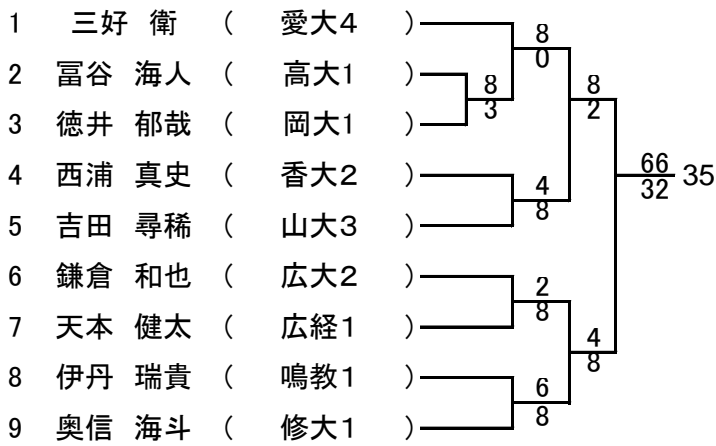 1 三好 衛 ( 愛大4 )
8
0
2 冨谷 海人 ( 高大1 )
8
3
8
2
3 徳井 郁哉 ( 岡大1 )
4 西浦 真史 ( 香大2 )
66
32
35
4
8
5 吉田 尋稀 ( 山大3 )
6 鎌倉 和也 ( 広大2 )
2
8
7 天本 健太 ( 広経1 )
4
8
8 伊丹 瑞貴 ( 鳴教1 )
6
8
9 奥信 海斗 ( 修大1 )